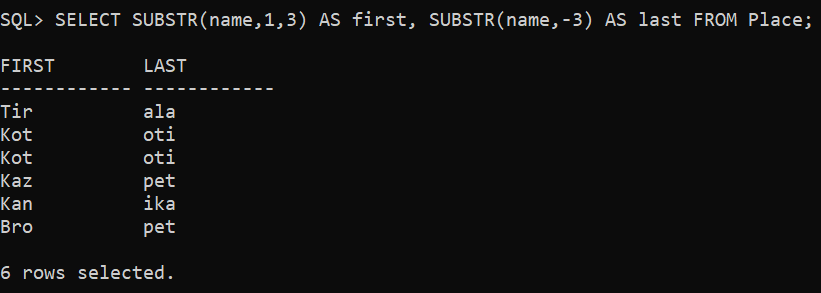 SQL> SELECT SUBSTR(name,1,3) AS first, SUBSTR(name,-3) AS last FROM Place;
FIRST        LAST
------------ ------------
Tir          ala
Kot          oti
Kot          oti
Kaz          pet
Kan          ika
Bro          pet
6 rows selected.